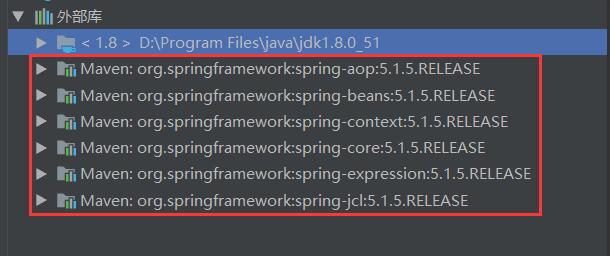 外部库
< 1.8 > D:\Program Files\java\jdk1.8.0_51
Maven: org.springframework:spring-aop:5.1.5.RELEASE
Maven: org.springframework:spring-beans:5.1.5.RELEASE
Maven: org.springframework:spring-context:5.1.5.RELEASE
Maven: org.springframework:spring-core:5.1.5.RELEASE
Maven: org.springframework:spring-expression:5.1.5.RELEASE
Maven: org.springframework:spring-jcl:5.1.5.RELEASE